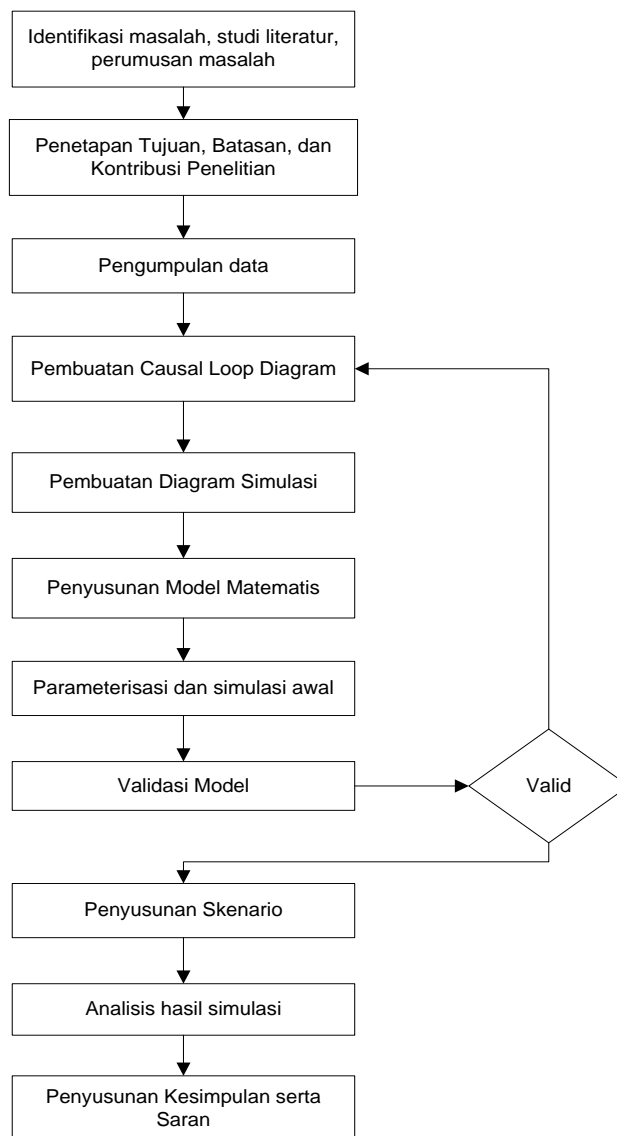 Identifikasi masalah, studi literatur,
perumusan masalah
Penetapan Tujuan, Batasan, dan
Kontribusi Penelitian
Pengumpulan data
Pembuatan Causal Loop Diagram
Pembuatan Diagram Simulasi
Penyusunan Model Matematis
Parameterisasi dan simulasi awal
Validasi Model
Valid
Penyusunan Skenario
Analisis hasil simulasi
Penyusunan Kesimpulan serta
Saran